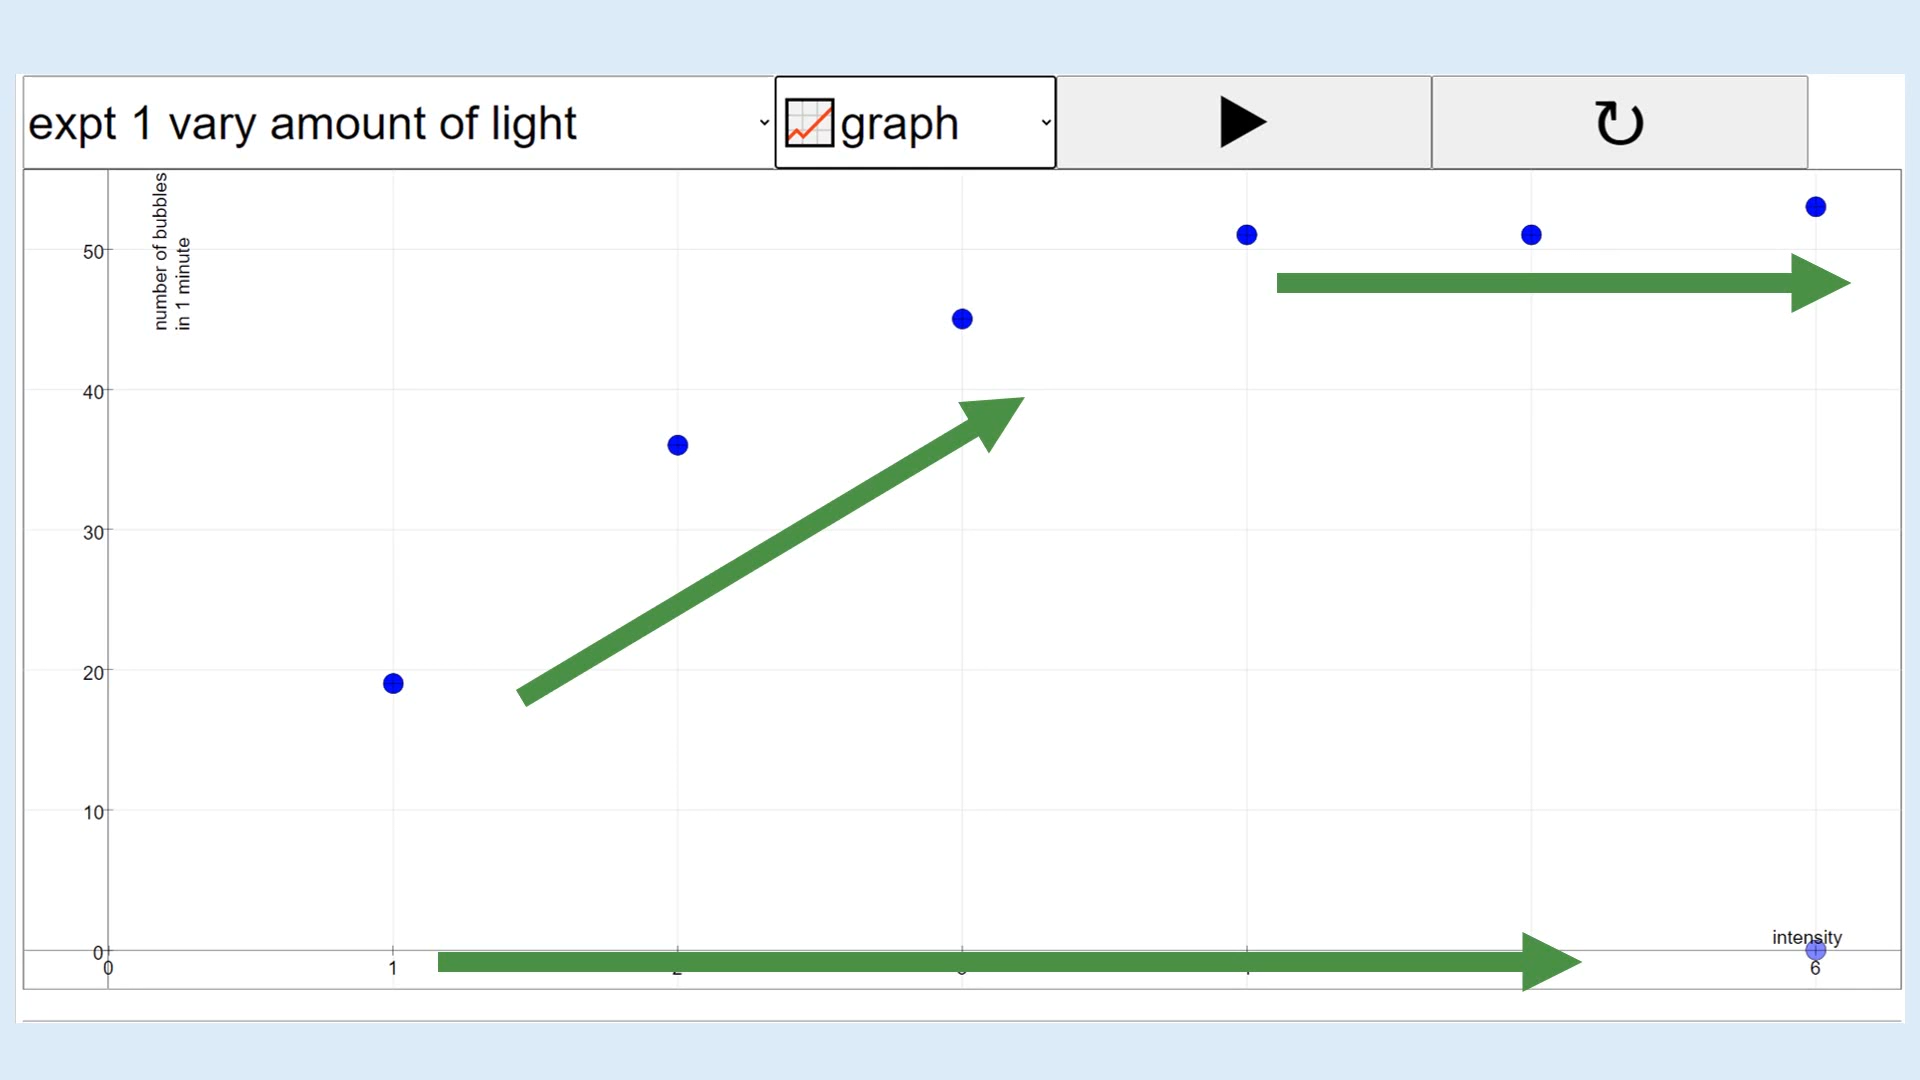 expt 1 vary amount of light
graph
number of bubbles
in 1 minute
50
40
30
20
10
0
intensity
0
1
6